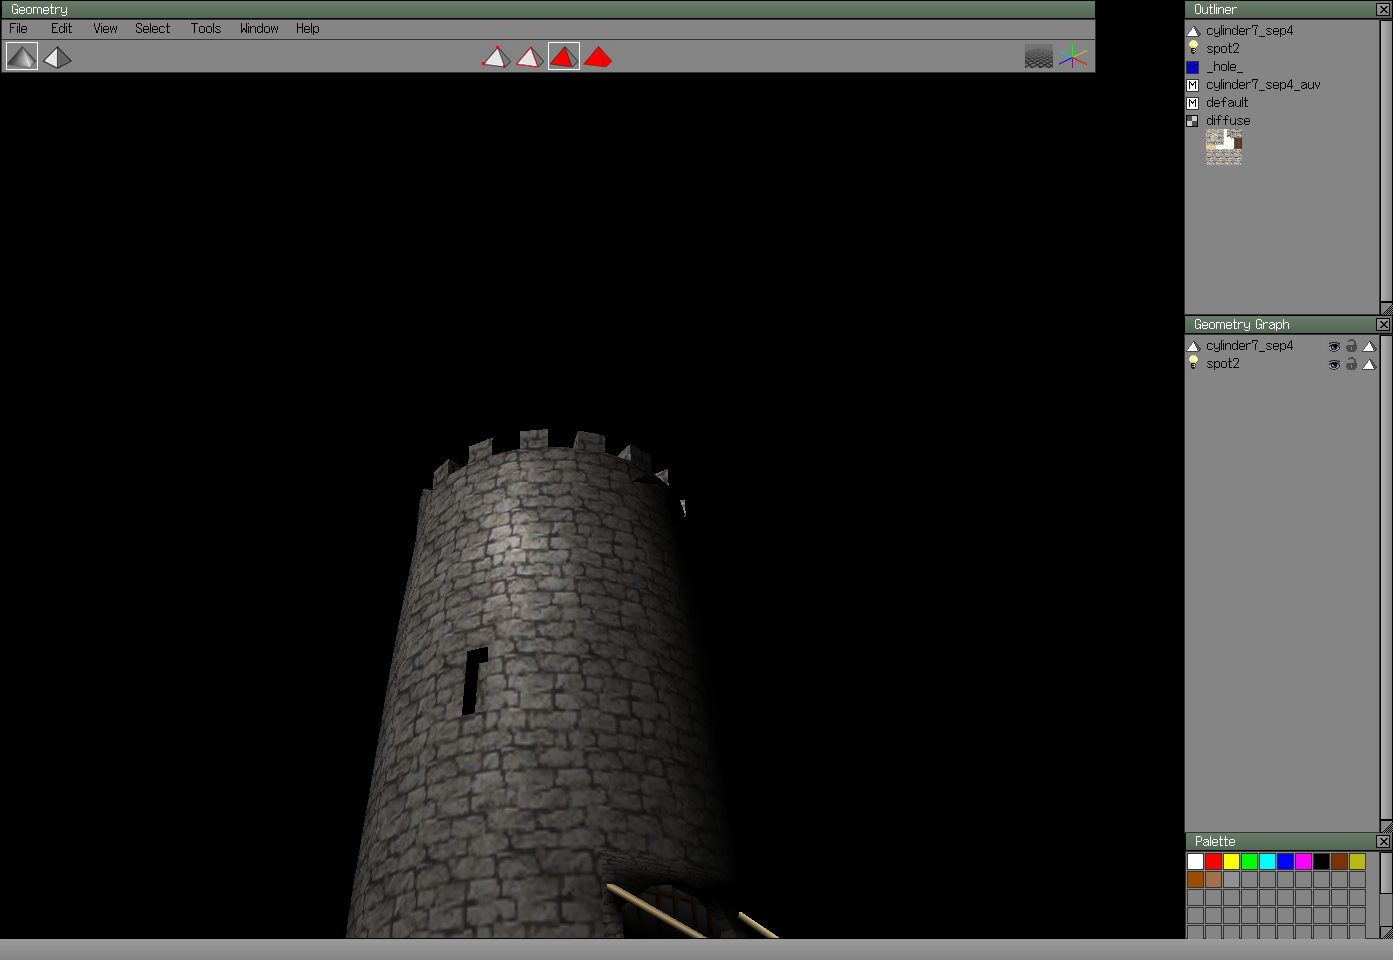 Geometry
File Edit View Select Tools Window Help
Outliner
cylinder7_sep4
spot2
_hole_
M cylinder7_sep4_auv
M default
diffuse
Geometry Graph
cylinder7_sep4
spot2
Palette